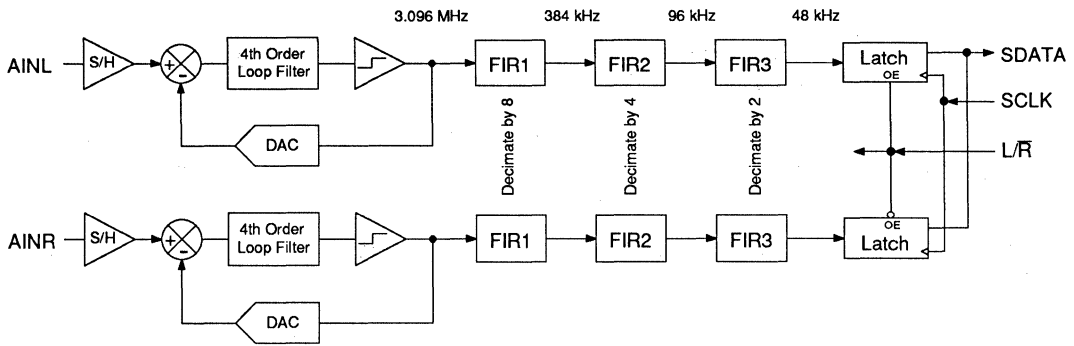 3.096 MHz 384 kHz 96 kHz 48 kHz
AINL S/H + - 4th Order
Loop Filter
FIR1 FIR2 FIR3 Latch
OE
SDATA
SCLK
DAC
Decimate by 8
Decimate by 4
Decimate by 2
L/R̅
AINR S/H + - 4th Order
Loop Filter
FIR1 FIR2 FIR3 OE
Latch
DAC